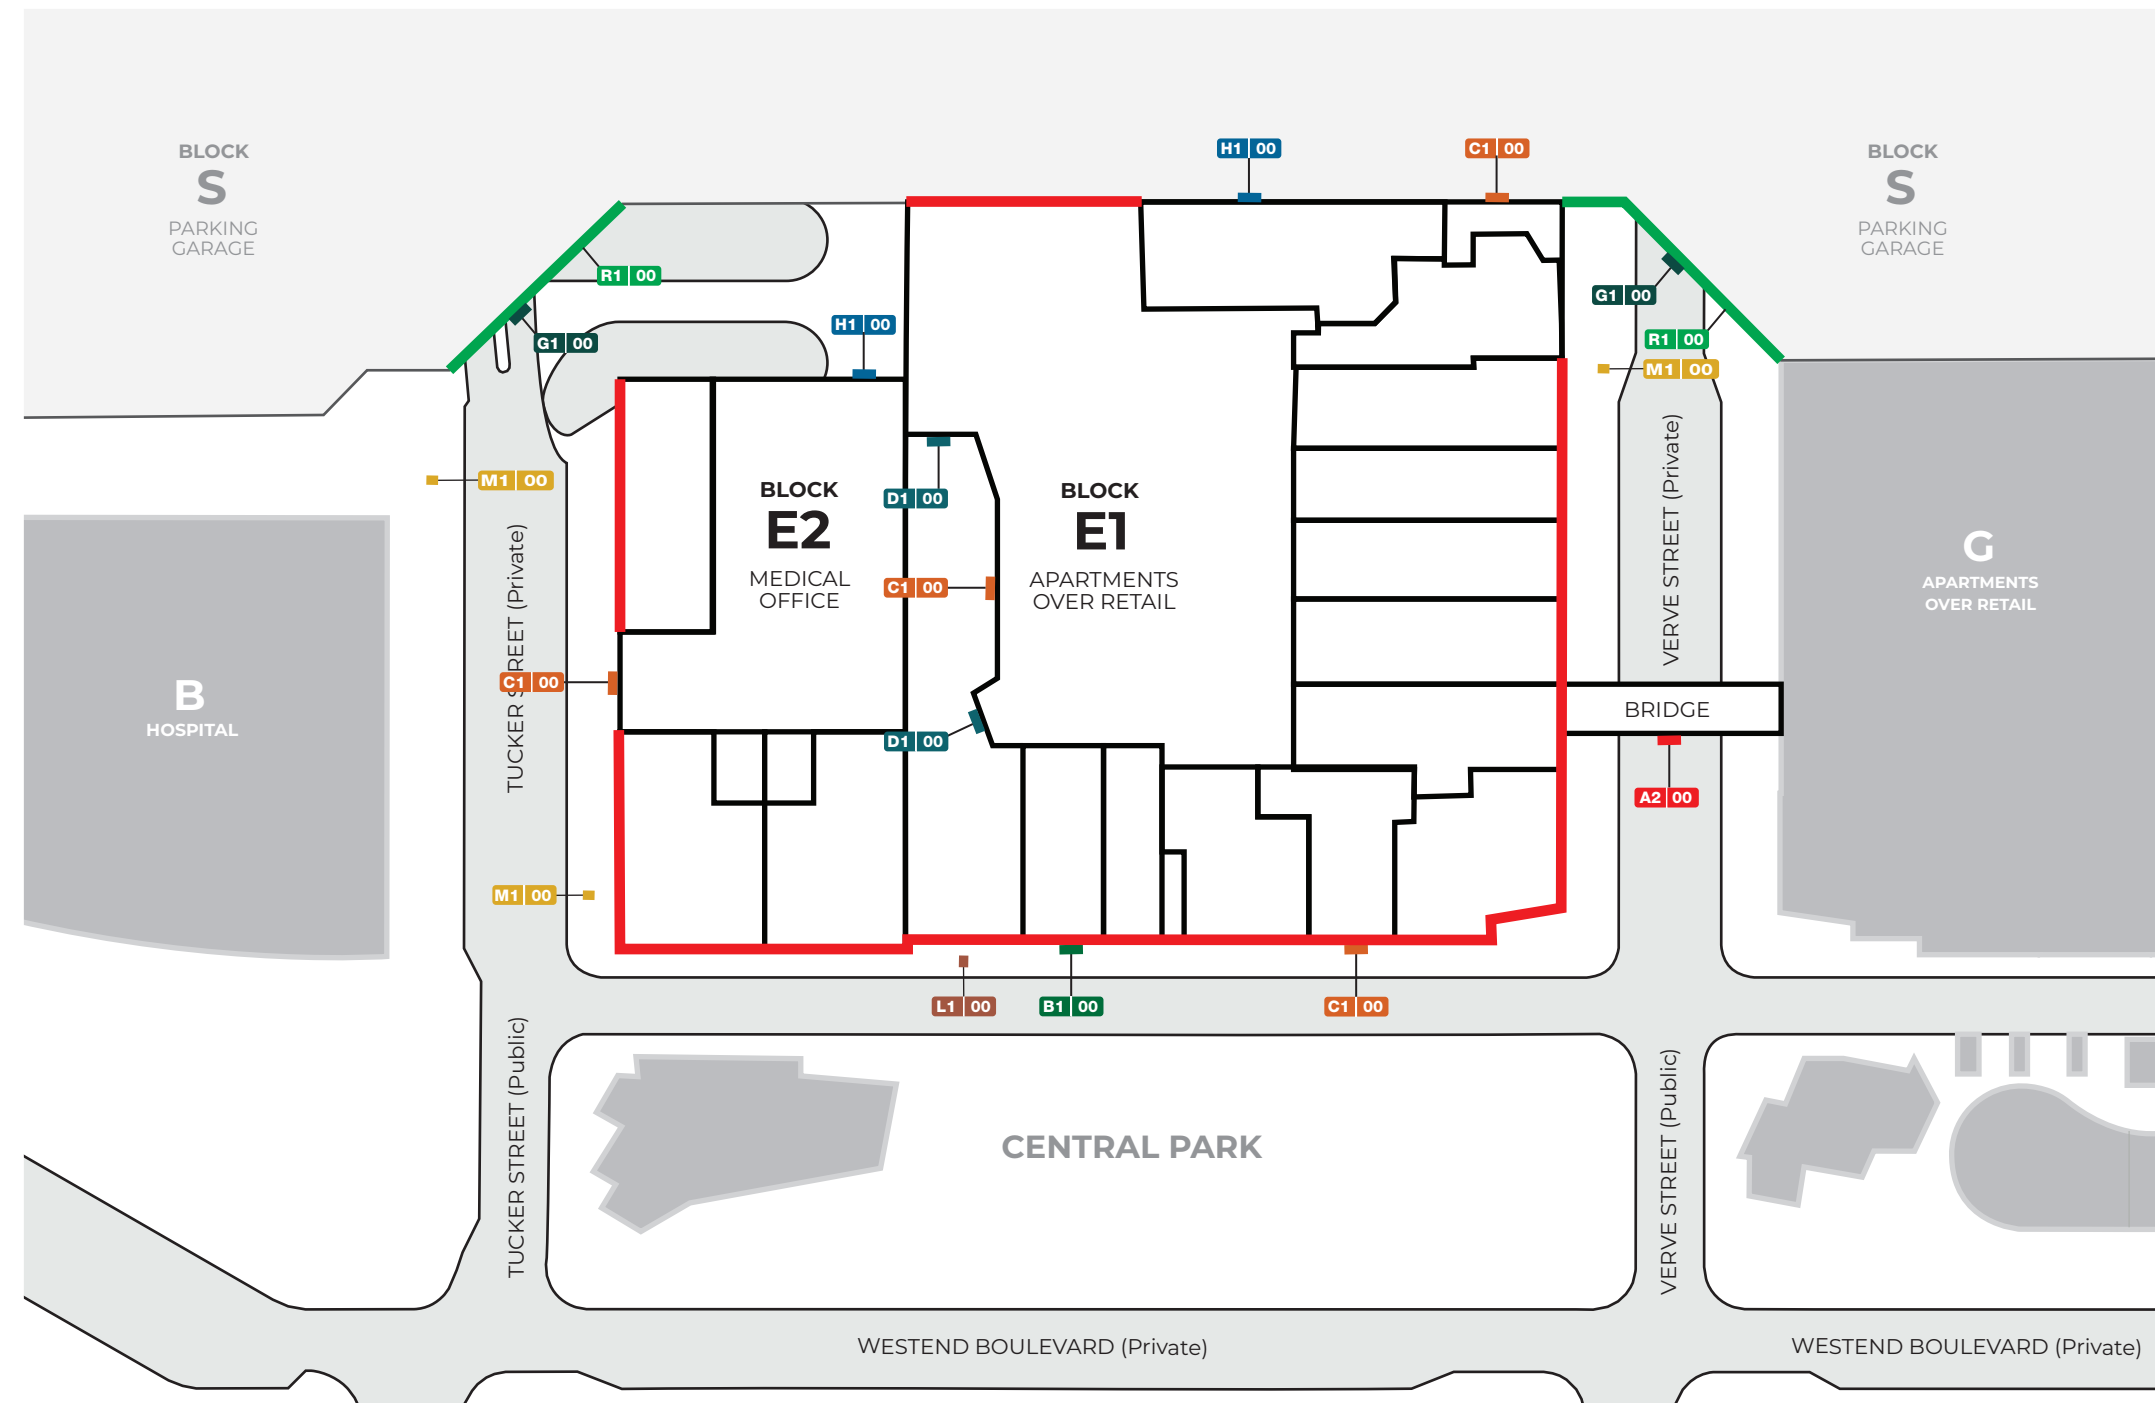 BLOCK
S
PARKING
GARAGE
H1 00
C1 00
BLOCK
S
PARKING
GARAGE
R1 00
G1 00
H1 00
G1 00
R1 00
M1 00
M1 00
D1 00
BLOCK
E2
MEDICAL
OFFICE
BLOCK
E1
APARTMENTS
OVER RETAIL
C1 00
TUCKER STREET (Private)
VERVE STREET (Private)
G
APARTMENTS
OVER RETAIL
B
HOSPITAL
C1 00
D1 00
BRIDGE
A2 00
M1 00
L1 00
B1 00
C1 00
TUCKER STREET (Public)
CENTRAL PARK
VERVE STREET (Public)
WESTEND BOULEVARD (Private)
WESTEND BOULEVARD (Private)